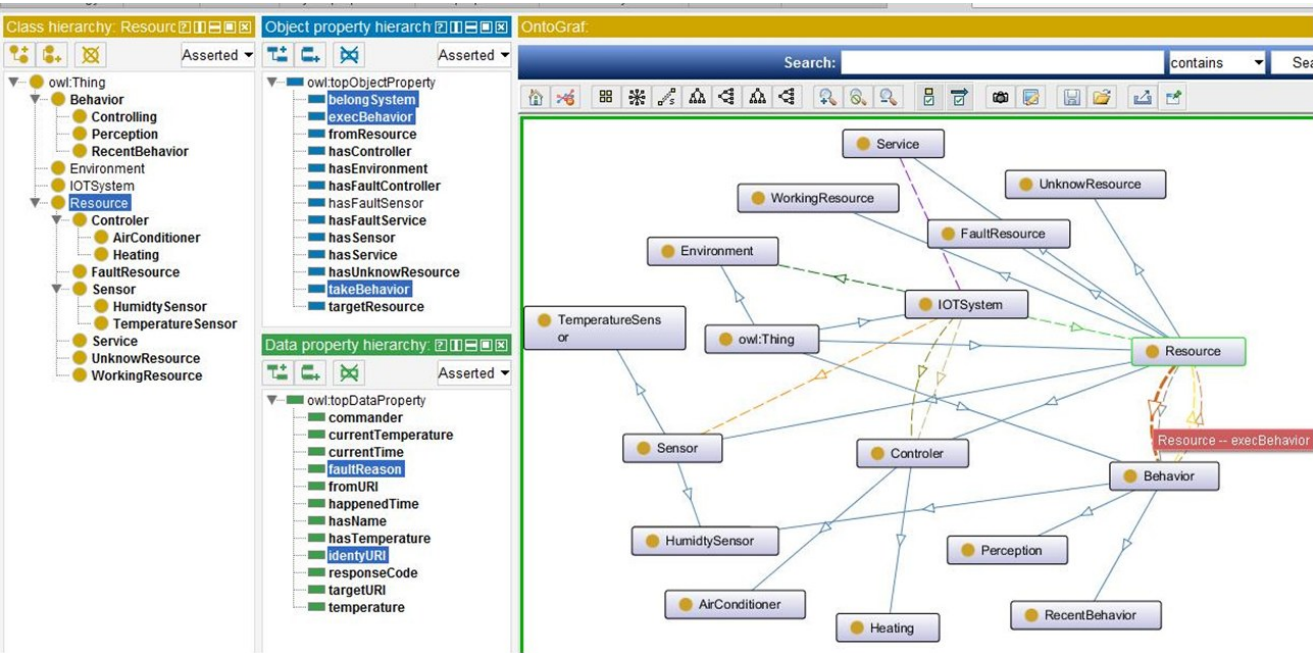 Class hierarchy: Resourc
Asserted
owl:Thing
Behavior
Controlling
Perception
RecentBehavior
Environment
IOTSystem
Resource
Controler
AirConditioner
Heating
FaultResource
Sensor
HumidtySensor
TemperatureSensor
Service
UnknowResource
WorkingResource
Object property hierarch
Asserted
owl:topObjectProperty
belongSystem
execBehavior
fromResource
hasController
hasEnvironment
hasFaultController
hasFaultSensor
hasFaultService
hasSensor
hasService
hasUnknowResource
takeBehavior
targetResource
Data property hierarchy:
Asserted
owl:topDataProperty
commander
currentTemperature
currentTime
faultReason
fromURI
happenedTime
hasName
hasTemperature
identyURI
responseCode
targetURI
temperature
OntoGraf:
Search:
contains
Service
UnknowResource
WorkingResource
FaultResource
Environment
IOTSystem
TemperatureSens
or
owl:Thing
Resource
Resource -- execBehavior
Sensor
Controler
Behavior
HumidtySensor
Perception
AirConditioner
Heating
RecentBehavior